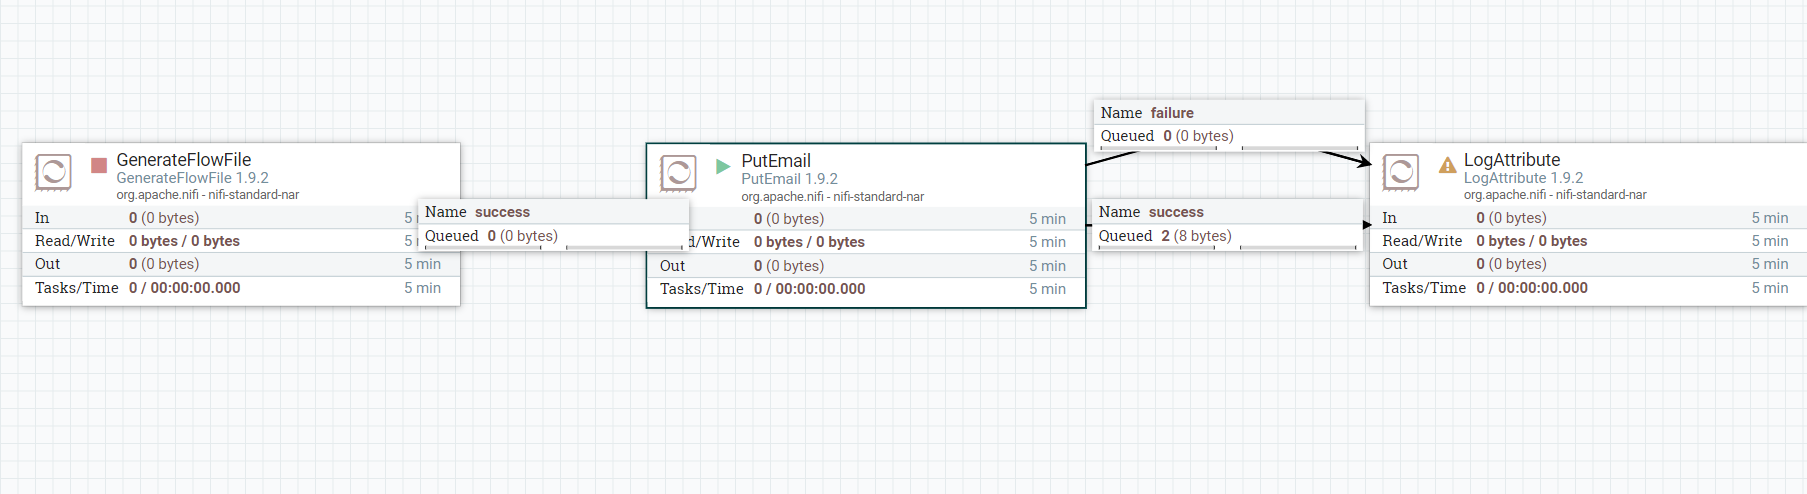 GenerateFlowFile
GenerateFlowFile 1.9.2
org.apache.nifi - nifi-standard-nar
In 0 (0 bytes) 5
Read/Write 0 bytes / 0 bytes 5
Out 0 (0 bytes) 5 min
Tasks/Time 0 / 00:00:00.000 5 min
Name success
Queued 0 (0 bytes)
PutEmail
PutEmail 1.9.2
org.apache.nifi - nifi-standard-nar
0 (0 bytes) 5 min
d/Write 0 bytes / 0 bytes 5 min
Out 0 (0 bytes) 5 min
Tasks/Time 0 / 00:00:00.000 5 min
Name failure
Queued 0 (0 bytes)
Name success
Queued 2 (8 bytes)
LogAttribute
LogAttribute 1.9.2
org.apache.nifi - nifi-standard-nar
In 0 (0 bytes) 5 min
Read/Write 0 bytes / 0 bytes 5 min
Out 0 (0 bytes) 5 min
Tasks/Time 0 / 00:00:00.000 5 min